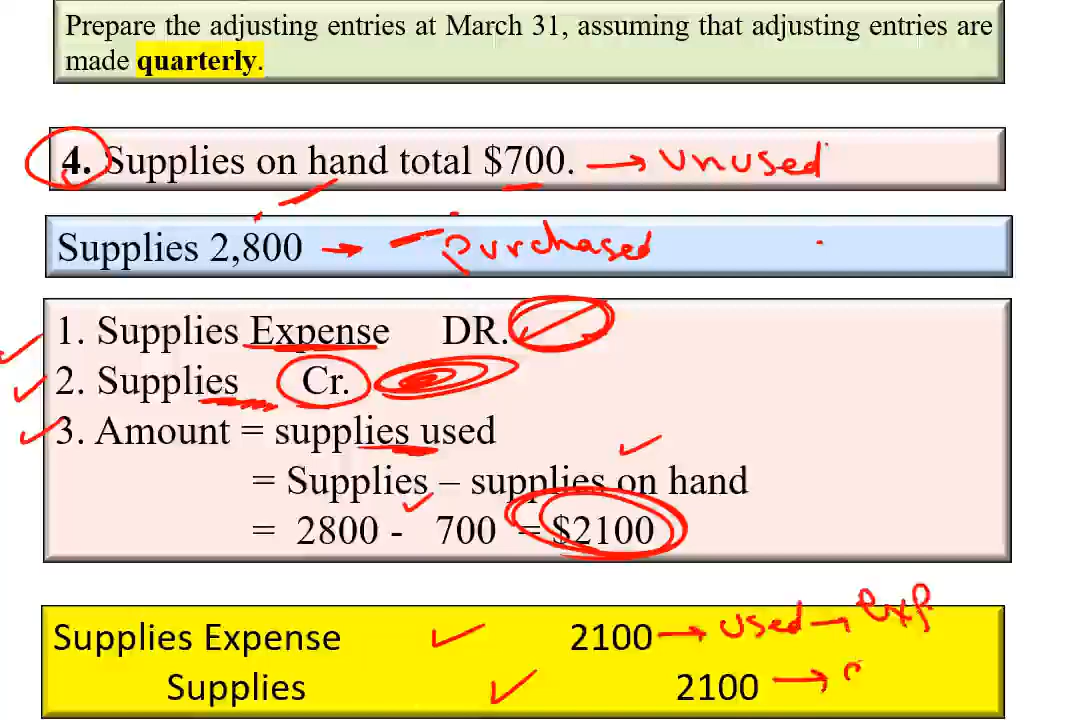 Prepare the adjusting entries at March 31, assuming that adjusting entries are
made quarterly.
4. Supplies on hand total $700. → unused
Supplies 2,800 → purchased
1. Supplies Expense DR.
2. Supplies Cr.
3. Amount = supplies used
= Supplies – supplies on hand
= 2800 - 700 = $2100
Supplies Expense 2100 → used → exp
Supplies 2100 →